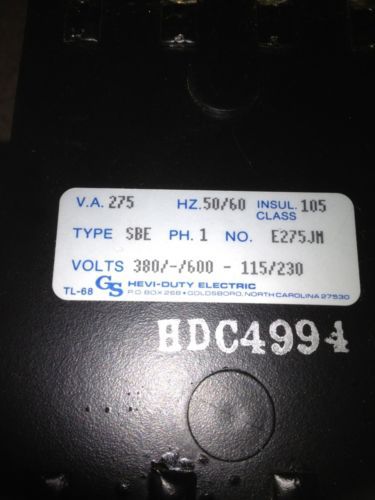 V.A. 275 HZ. 50/60 INSUL. 105
CLASS
TYPE SBE PH. 1 NO. E275JM
VOLTS 380/-/600 - 115/230
GS HEVI-DUTY ELECTRIC
TL-68 P.O. BOX 268 • GOLDSBORO, NORTH CAROLINA 27530
HDC4994